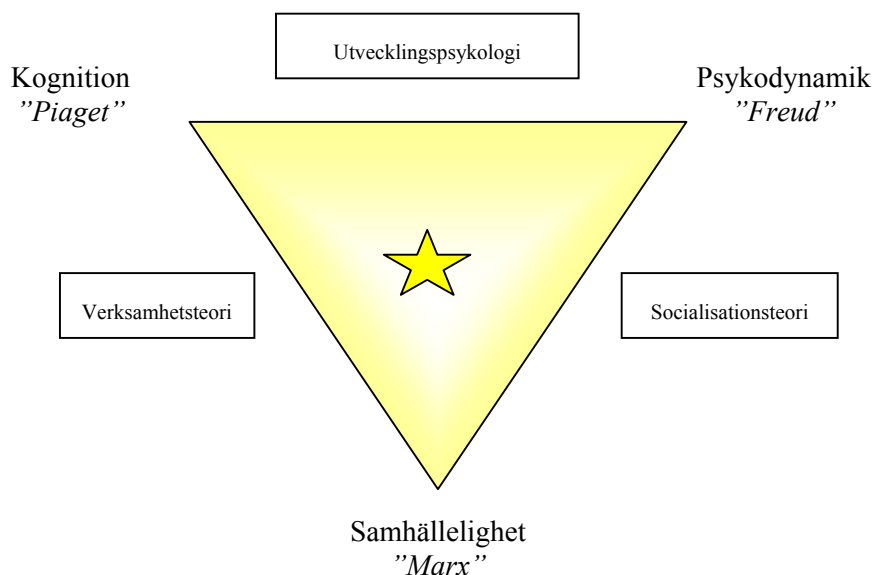 Utvecklingspsykologi
Kognition
”Piaget”
Psykodynamik
”Freud”
Verksamhetsteori
Socialisationsteori
Samhällelighet
”Marx”